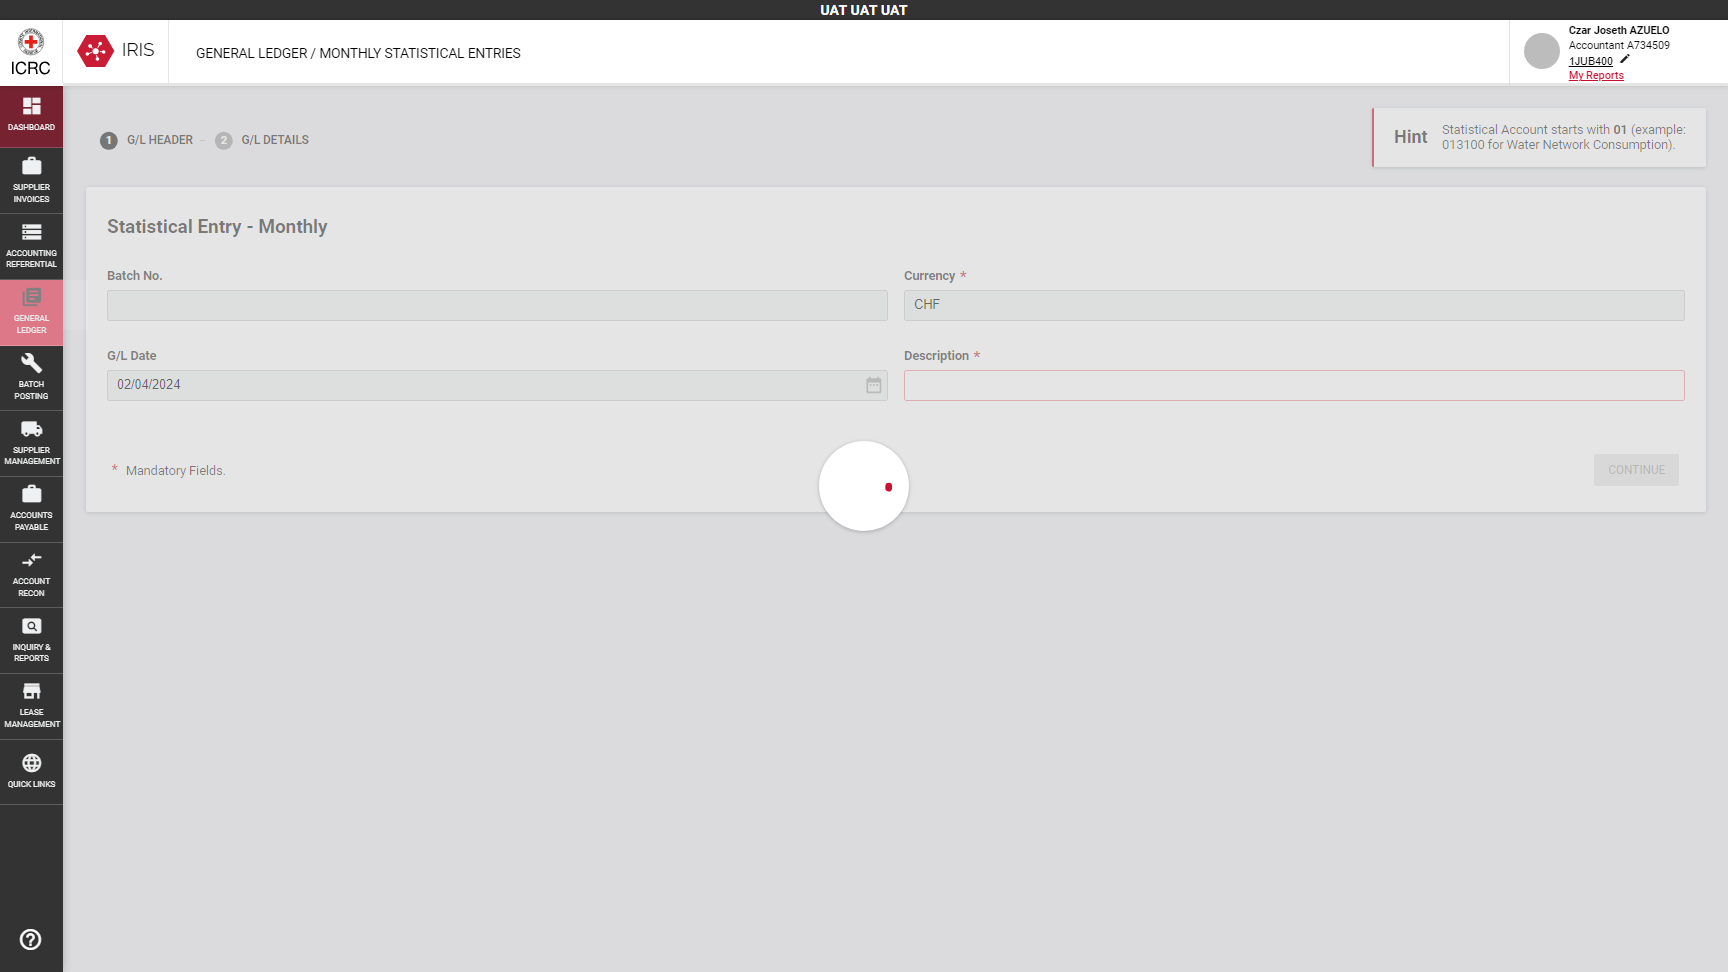 UAT UAT UAT
ICRC
IRIS
GENERAL LEDGER / MONTHLY STATISTICAL ENTRIES
Czar Joseth AZUELO
Accountant A734509
1JUB400
My Reports
DASHBOARD
SUPPLIER
INVOICES
ACCOUNTING
REFERENTIAL
GENERAL
LEDGER
BATCH
POSTING
SUPPLIER
MANAGEMENT
ACCOUNTS
PAYABLE
ACCOUNT
RECON
INQUIRY &
REPORTS
LEASE
MANAGEMENT
QUICK LINKS
1 G/L HEADER - 2 G/L DETAILS
Hint
Statistical Account starts with 01 (example:
013100 for Water Network Consumption).
Statistical Entry - Monthly
Batch No.
Currency *
CHF
G/L Date
02/04/2024
Description *
* Mandatory Fields.
CONTINUE